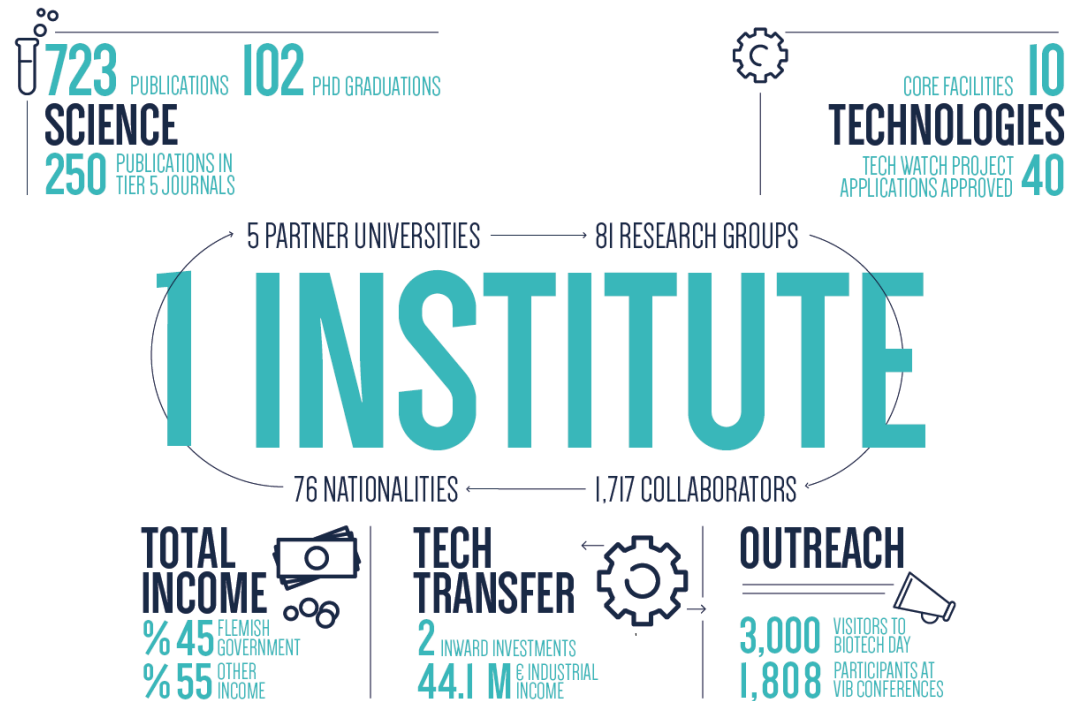 723 PUBLICATIONS 102 PHD GRADUATIONS
SCIENCE
250 PUBLICATIONS IN
TIER 5 JOURNALS
CORE FACILITIES 10
TECHNOLOGIES
TECH WATCH PROJECT
APPLICATIONS APPROVED 40
5 PARTNER UNIVERSITIES
81 RESEARCH GROUPS
1 INSTITUTE
76 NATIONALITIES
1,717 COLLABORATORS
TOTAL
INCOME
% 45 FLEMISH
GOVERNMENT
% 55 OTHER
INCOME
TECH
TRANSFER
2 INWARD INVESTMENTS
44.1 M € INDUSTRIAL
INCOME
OUTREACH
3,000 VISITORS TO
BIOTECH DAY
1,808 PARTICIPANTS AT
VIB CONFERENCES